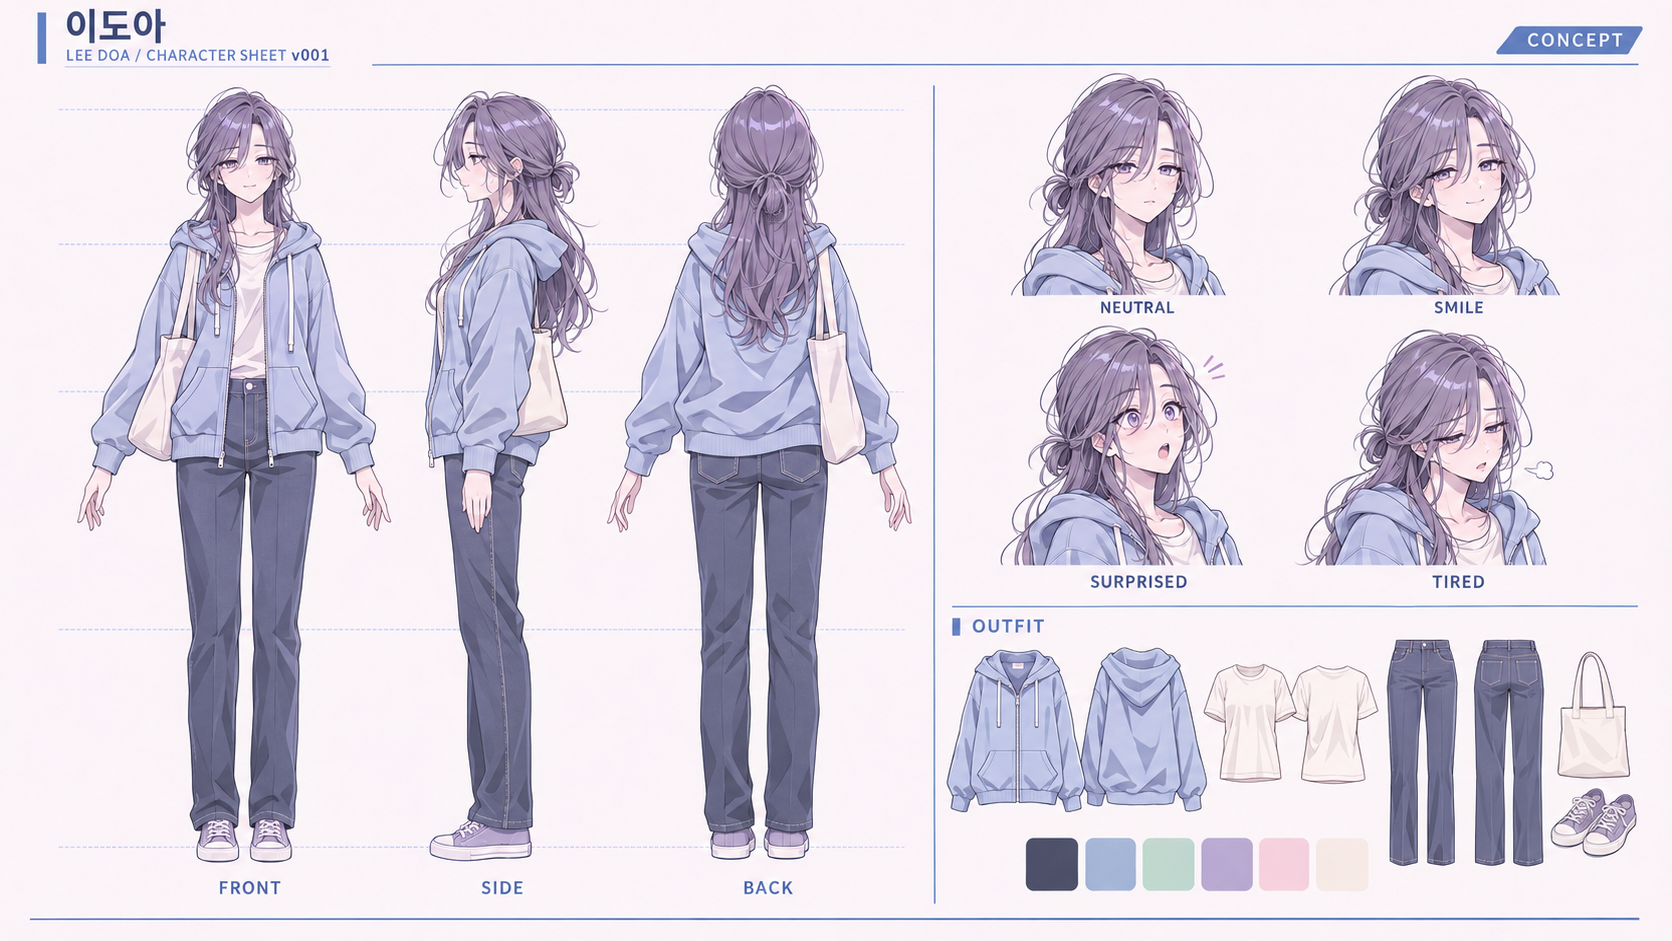 이도아
LEE DOA / CHARACTER SHEET v001
CONCEPT
FRONT
SIDE
BACK
NEUTRAL
SMILE
SURPRISED
TIRED
OUTFIT